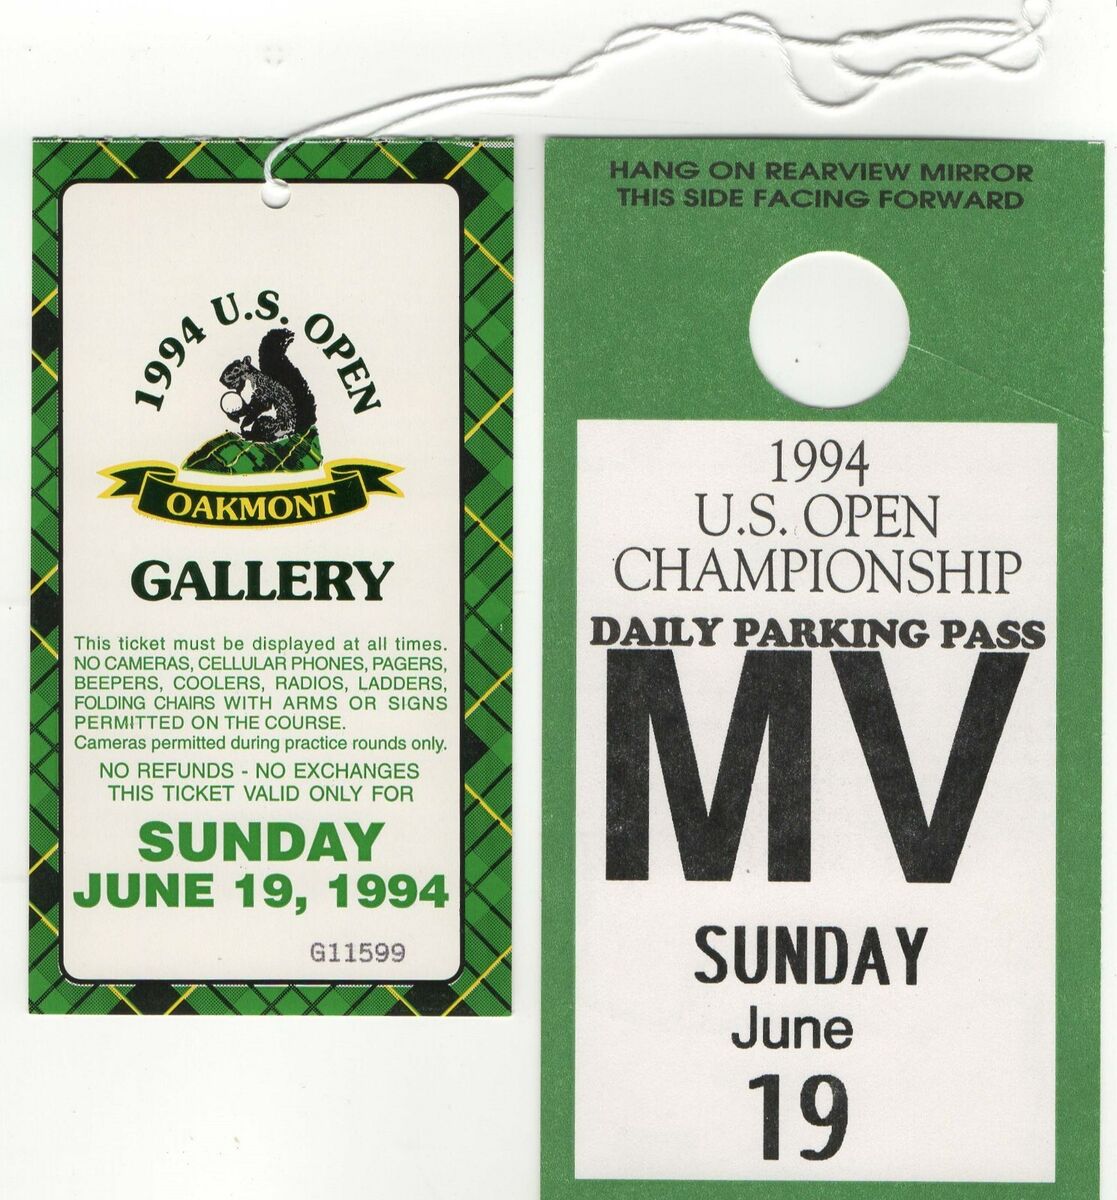 1994 U.S. OPEN
OAKMONT
GALLERY
This ticket must be displayed at all times.
NO CAMERAS, CELLULAR PHONES, PAGERS,
BEEPERS, COOLERS, RADIOS, LADDERS,
FOLDING CHAIRS WITH ARMS OR SIGNS
PERMITTED ON THE COURSE.
Cameras permitted during practice rounds only.
NO REFUNDS - NO EXCHANGES
THIS TICKET VALID ONLY FOR
SUNDAY
JUNE 19, 1994
G11599
HANG ON REARVIEW MIRROR
THIS SIDE FACING FORWARD
1994
U.S. OPEN
CHAMPIONSHIP
DAILY PARKING PASS
MV
SUNDAY
June
19